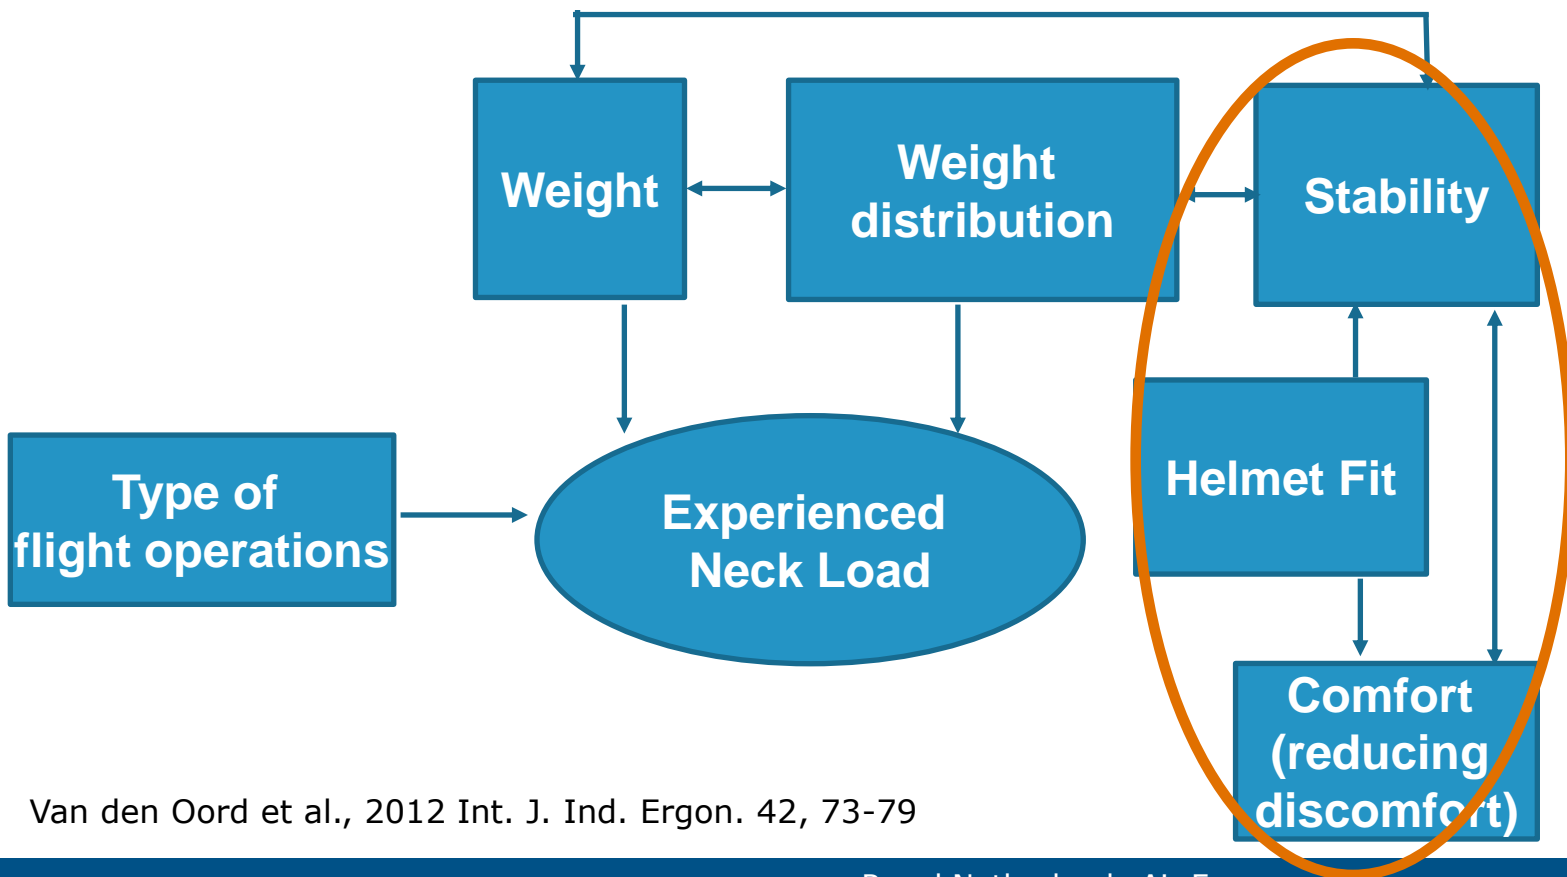 Weight
Weight
distribution
Stability
Type of
flight operations
Experienced
Neck Load
Helmet Fit
Comfort
(reducing
discomfort)
Van den Oord et al., 2012 Int. J. Ind. Ergon. 42, 73-79